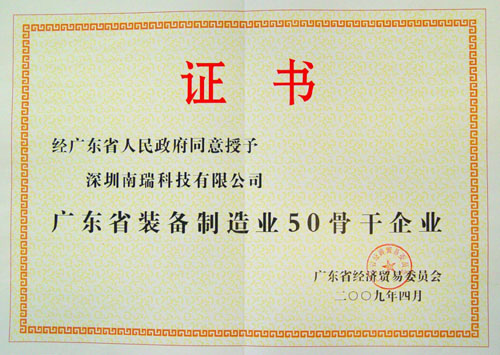 证 书
经广东省人民政府同意授予
深圳南瑞科技有限公司
广东省装备制造业50骨干企业
广东省经济贸易委员会
二〇〇九年四月